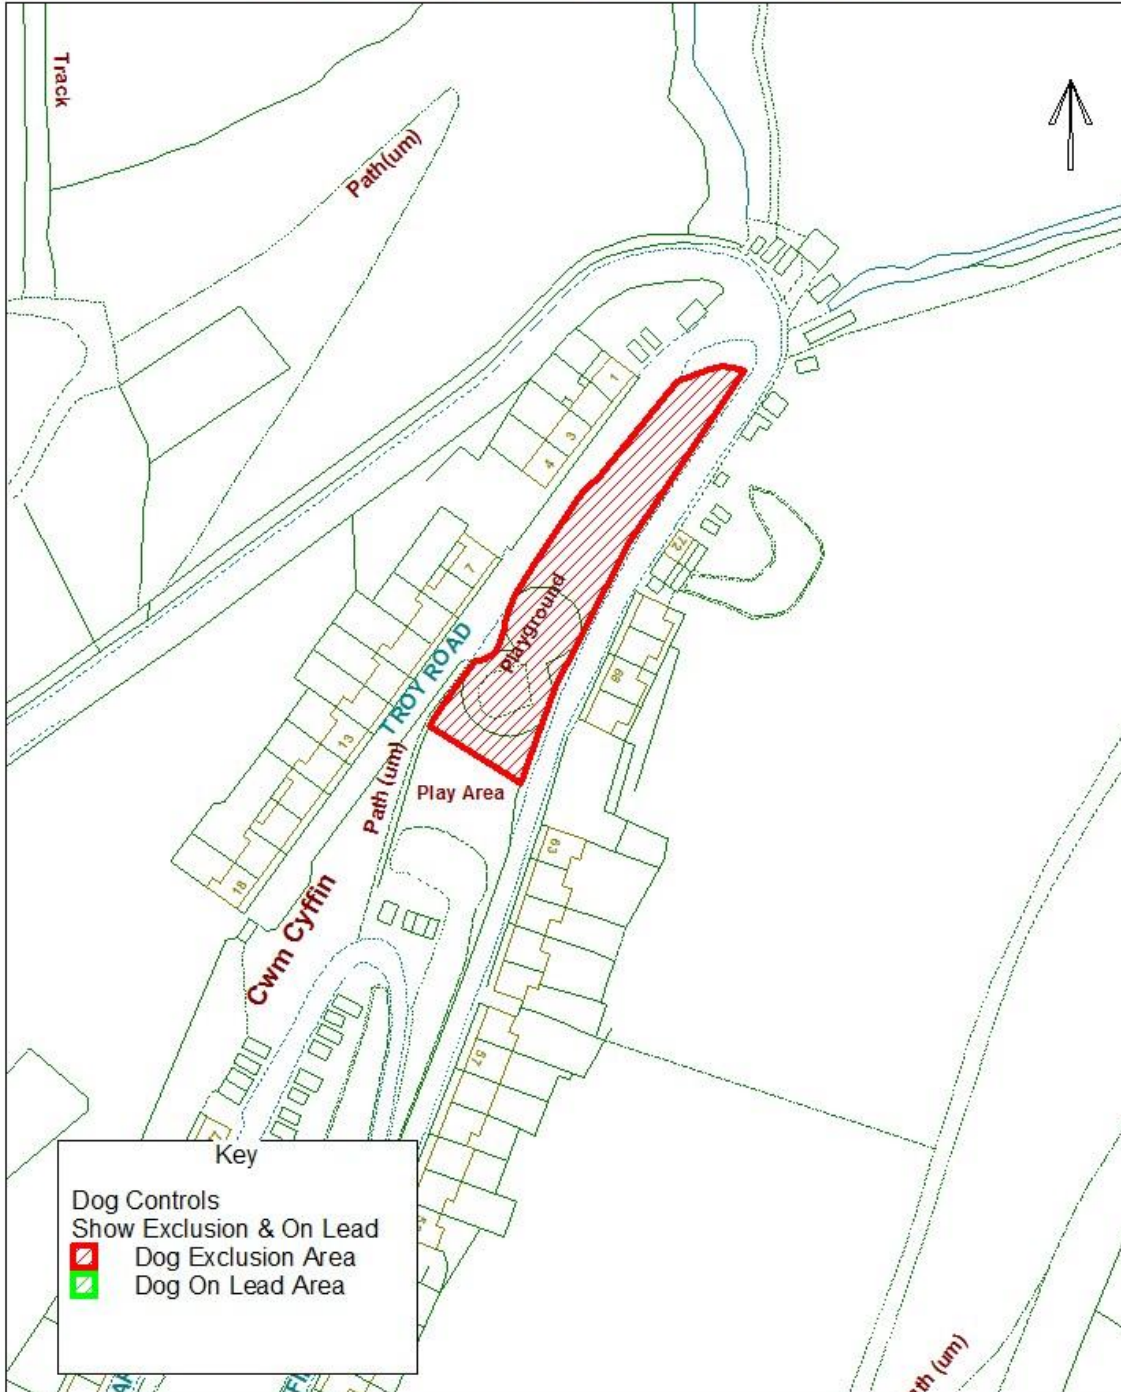 Track
Path(um)
1
3
4
7
72
Playground
TROY ROAD
68
13
Path (um)
Play Area
63
18
Cwm Cyffin
57
Key
Dog Controls
Show Exclusion & On Lead
Dog Exclusion Area
Dog On Lead Area